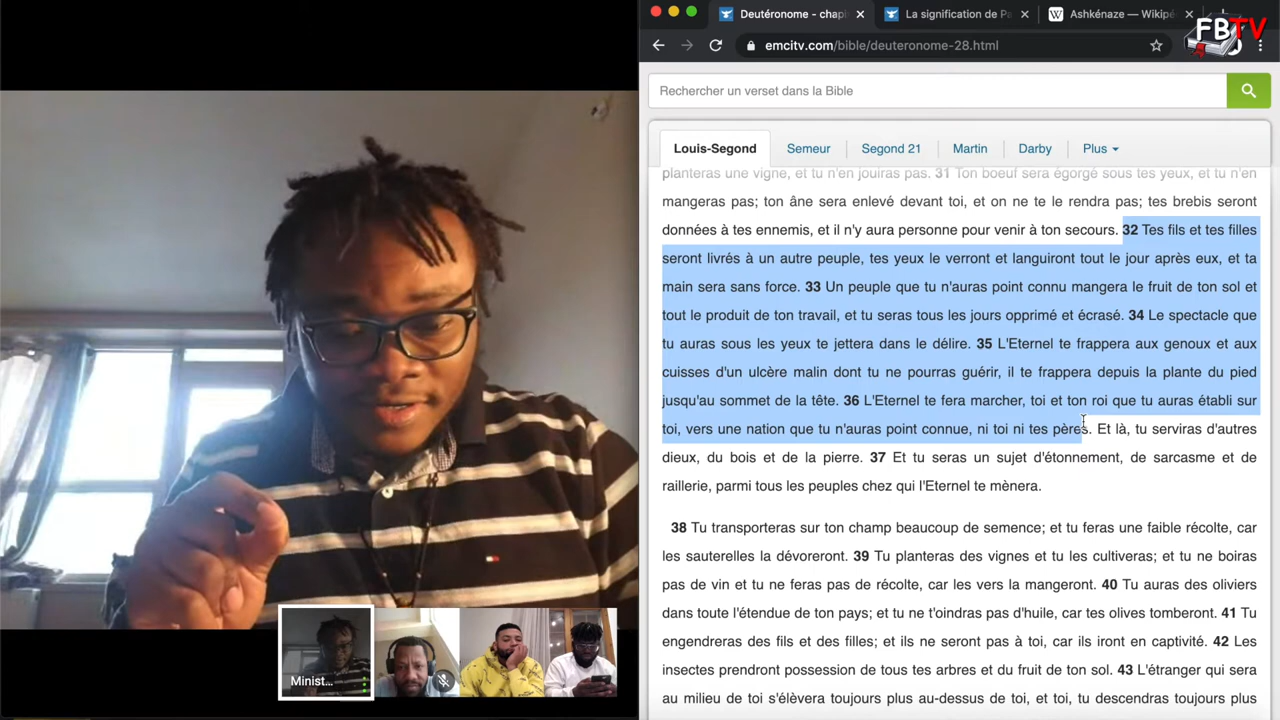 Deutéronome - chapi
La signification de Pa
Ashkénaze — Wikipé
FBTV
emcitv.com/bible/deuteronome-28.html
Rechercher un verset dans la Bible
Louis-Segond
Semeur
Segond 21
Martin
Darby
Plus
planteras une vigne, et tu n'en jouiras pas. 31 Ton boeuf sera égorgé sous tes yeux, et tu n'en
mangeras pas; ton âne sera enlevé devant toi, et on ne te le rendra pas; tes brebis seront
données à tes ennemis, et il n'y aura personne pour venir à ton secours. 32 Tes fils et tes filles
seront livrés à un autre peuple, tes yeux le verront et languiront tout le jour après eux, et ta
main sera sans force. 33 Un peuple que tu n'auras point connu mangera le fruit de ton sol et
tout le produit de ton travail, et tu seras tous les jours opprimé et écrasé. 34 Le spectacle que
tu auras sous les yeux te jettera dans le délire. 35 L'Eternel te frappera aux genoux et aux
cuisses d'un ulcère malin dont tu ne pourras guérir, il te frappera depuis la plante du pied
jusqu'au sommet de la tête. 36 L'Eternel te fera marcher, toi et ton roi que tu auras établi sur
toi, vers une nation que tu n'auras point connue, ni toi ni tes pères. Et là, tu serviras d'autres
dieux, du bois et de la pierre. 37 Et tu seras un sujet d'étonnement, de sarcasme et de
raillerie, parmi tous les peuples chez qui l'Eternel te mènera.
38 Tu transporteras sur ton champ beaucoup de semence; et tu feras une faible récolte, car
les sauterelles la dévoreront. 39 Tu planteras des vignes et tu les cultiveras; et tu ne boiras
pas de vin et tu ne feras pas de récolte, car les vers la mangeront. 40 Tu auras des oliviers
dans toute l'étendue de ton pays; et tu ne t'oindras pas d'huile, car tes olives tomberont. 41 Tu
engendreras des fils et des filles; et ils ne seront pas à toi, car ils iront en captivité. 42 Les
insectes prendront possession de tous tes arbres et du fruit de ton sol. 43 L'étranger qui sera
au milieu de toi s'élèvera toujours plus au-dessus de toi, et toi, tu descendras toujours plus
Minist...